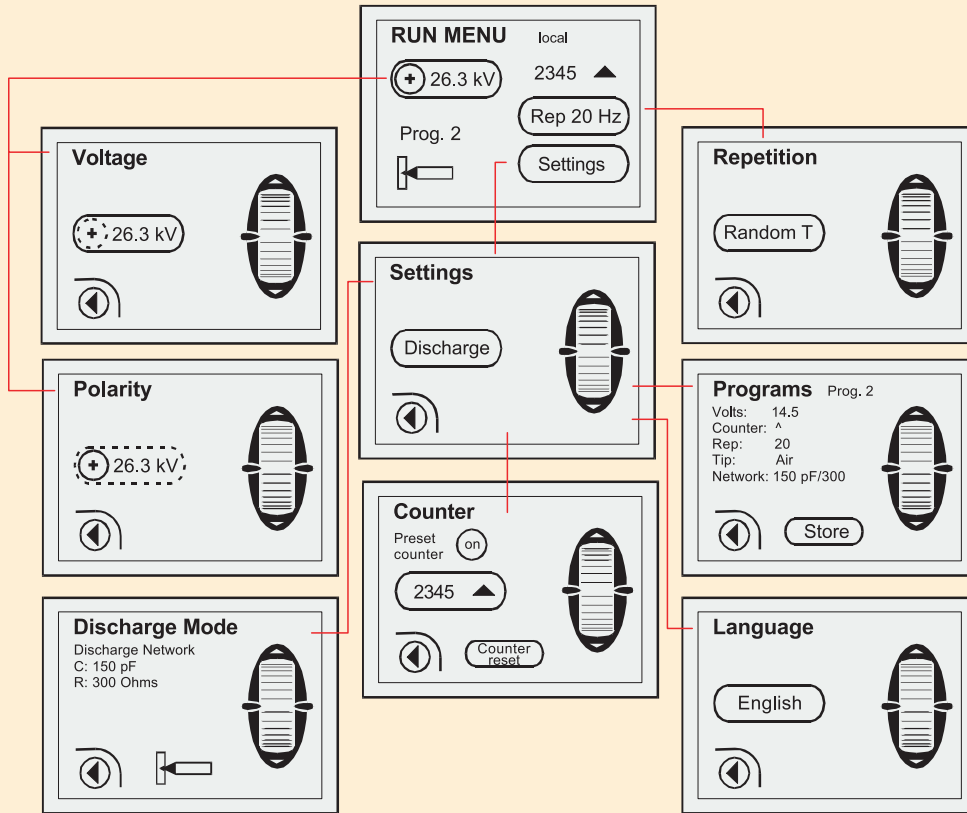 RUN MENU local
+ 26.3 kV 2345
Rep 20 Hz
Prog. 2
Settings
Voltage
+ 26.3 kV
Repetition
Random T
Settings
Discharge
Polarity
+ 26.3 kV
Programs Prog. 2
Volts: 14.5
Counter: ^
Rep: 20
Tip: Air
Network: 150 pF/300
Store
Counter
Preset
counter on
2345
Counter
reset
Discharge Mode
Discharge Network
C: 150 pF
R: 300 Ohms
Language
English